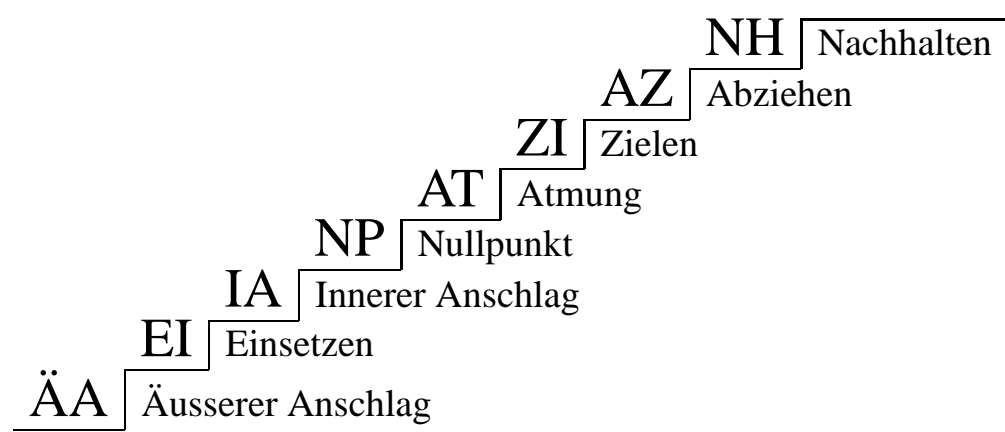 NH Nachhalten
AZ Abziehen
ZI Zielen
AT Atmung
NP Nullpunkt
IA Innerer Anschlag
EI Einsetzen
ÄA Äusserer Anschlag